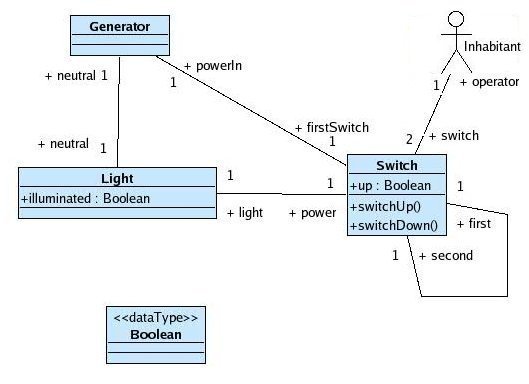 Generator
+ neutral 1
1
+ powerIn
Inhabitant
1
+ operator
+ neutral
1
+ firstSwitch
1
2
+ switch
Light
+illuminated : Boolean
1
+ light
1
+ power
Switch
+up : Boolean
+switchUp()
+switchDown()
1
+ first
1
+ second
<<dataType>>
Boolean